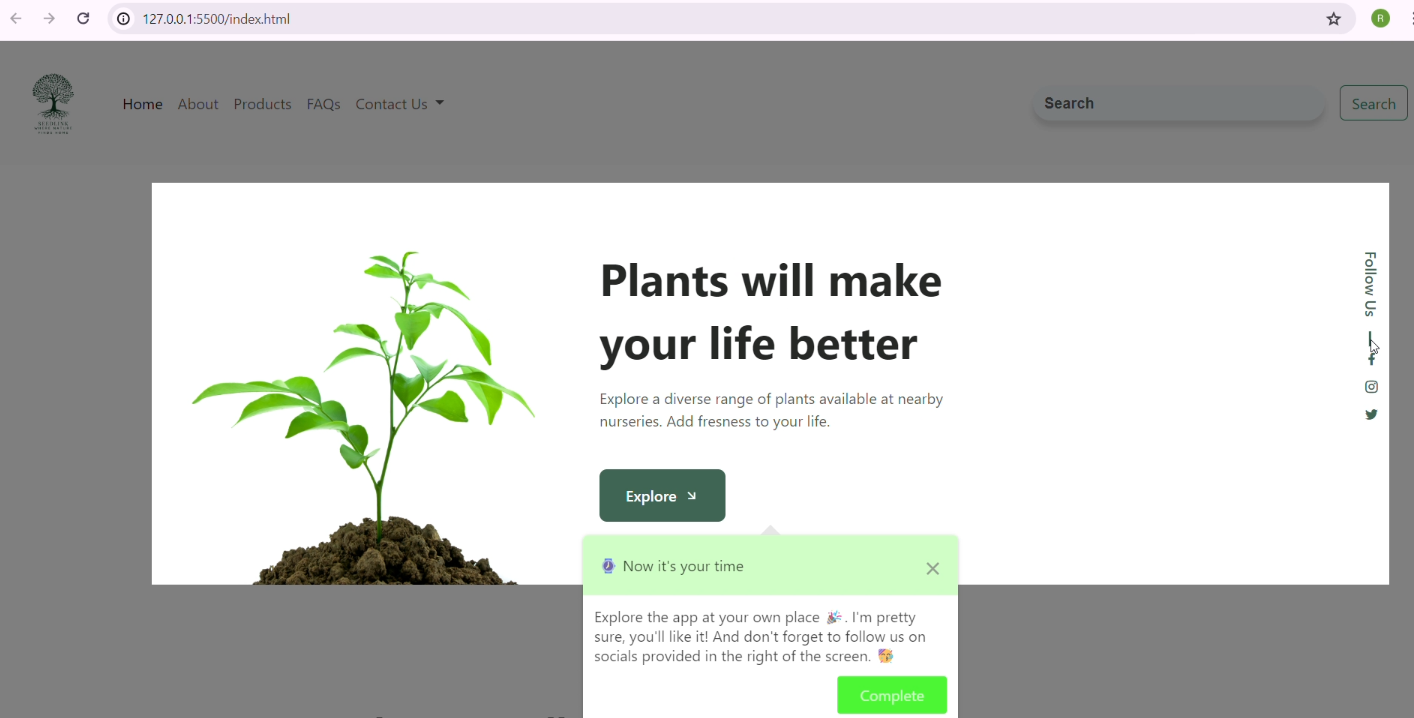 127.0.0.1:5500/index.html
R
Home About Products FAQs Contact Us
Search
Search
SEEDLING
Plants will make
your life better
Explore a diverse range of plants available at nearby
nurseries. Add fresness to your life.
Explore
Follow Us
Now it's your time
Explore the app at your own place 🎉. I'm pretty
sure, you'll like it! And don't forget to follow us on
socials provided in the right of the screen.
Complete